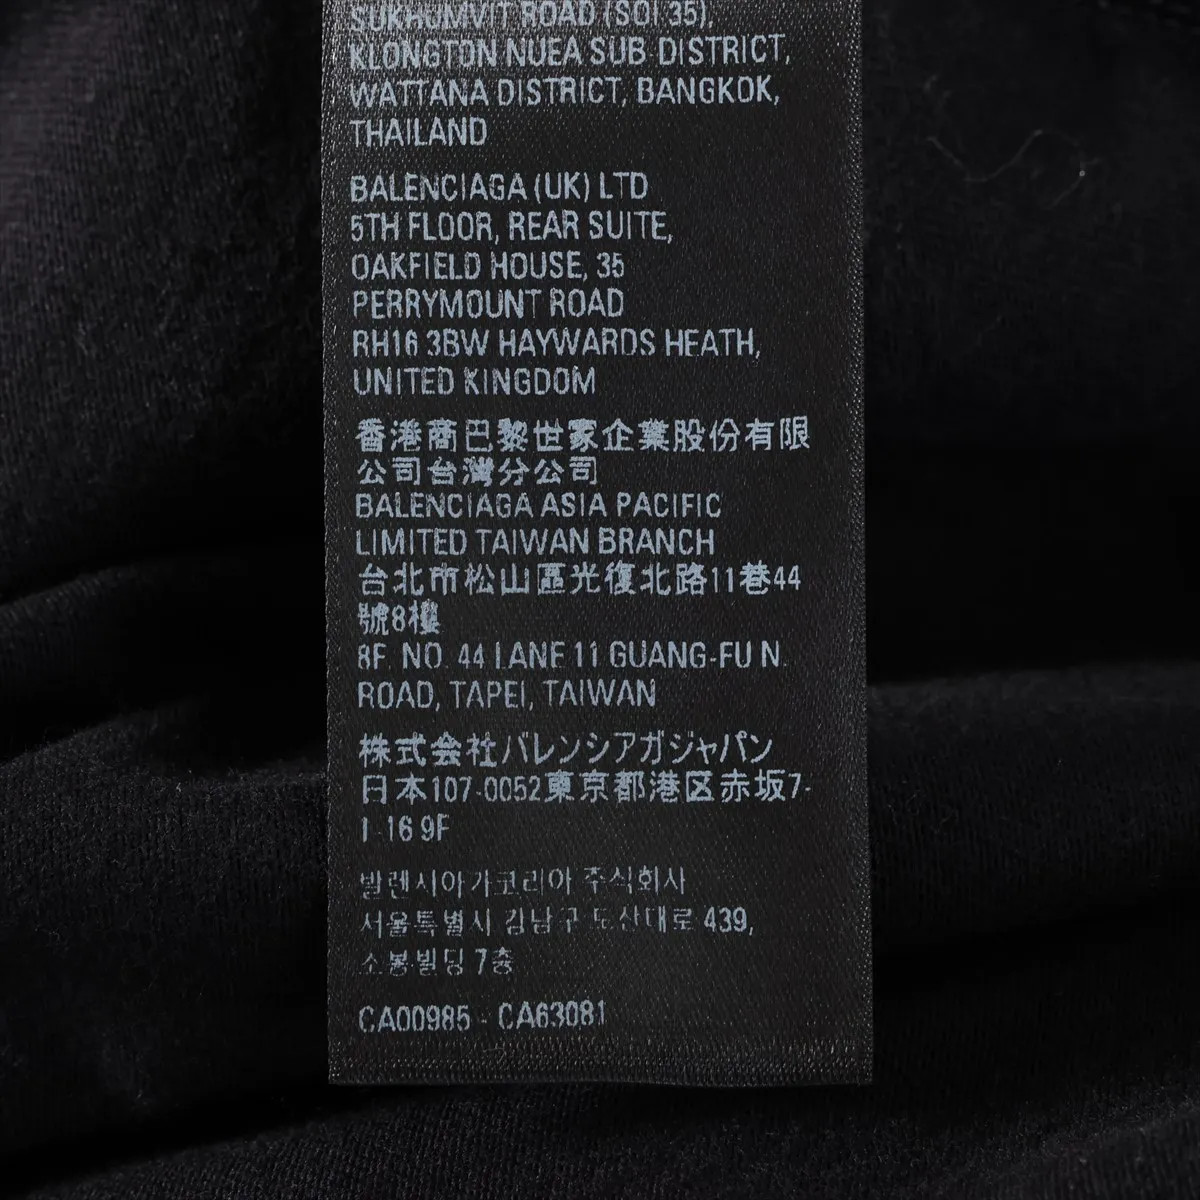 SUKHUMVIT ROAD (SOI 35),
KLONGTON NUEA SUB-DISTRICT,
WATTANA DISTRICT, BANGKOK,
THAILAND
BALENCIAGA (UK) LTD
5TH FLOOR, REAR SUITE,
OAKFIELD HOUSE, 35
PERRYMOUNT ROAD
RH16 3BW HAYWARDS HEATH,
UNITED KINGDOM
香港商巴黎世家企業股份有限
公司台灣分公司
BALENCIAGA ASIA PACIFIC
LIMITED TAIWAN BRANCH
台北市松山區光復北路11巷44
號8樓
8F. NO. 44 LANE 11 GUANG-FU N.
ROAD, TAPEI, TAIWAN
株式会社バレンシアガジャパン
日本107-0052東京都港区赤坂7-
1-16 9F
발렌시아가코리아 주식회사
서울특별시 강남구 도산대로 439,
소봉빌딩 7층
CA00985 - CA63081